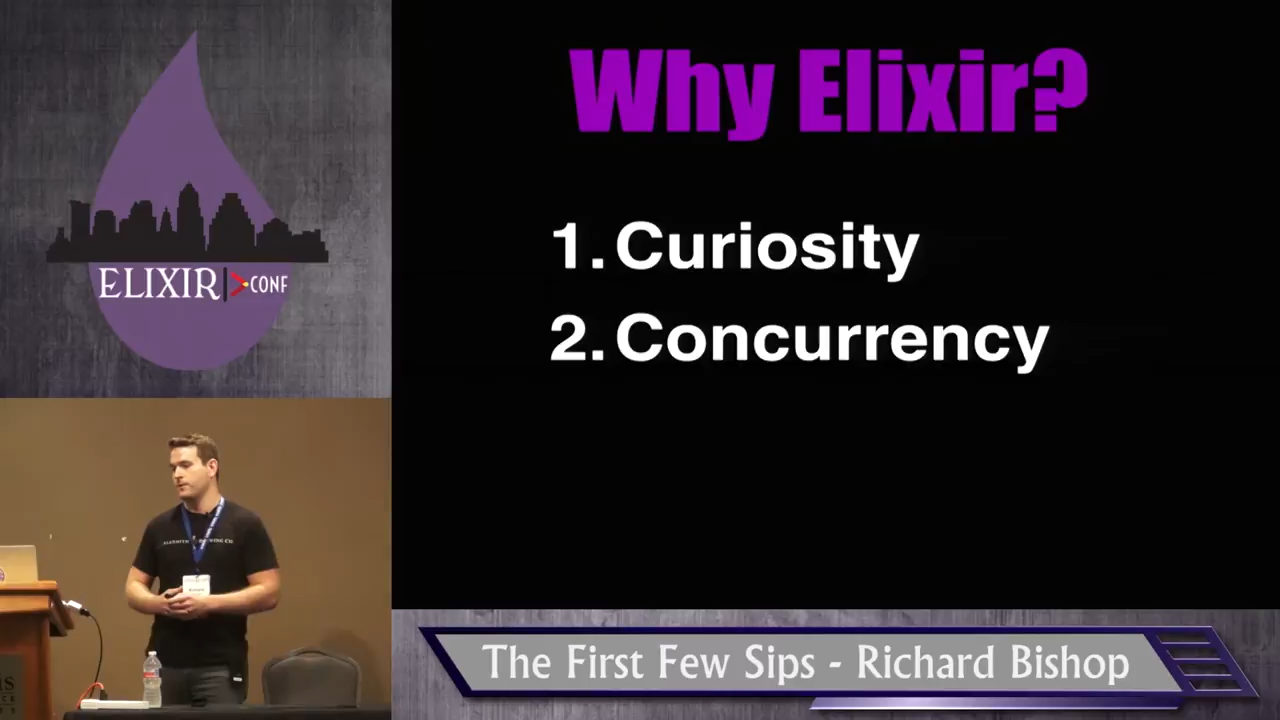 Why Elixir?
1. Curiosity
2. Concurrency
ELIXIR
CONF
The First Few Sips - Richard Bishop